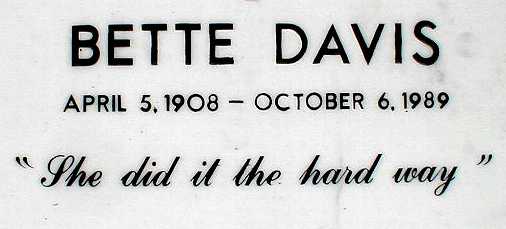 BETTE DAVIS
APRIL 5, 1908 – OCTOBER 6, 1989
"She did it the hard way"